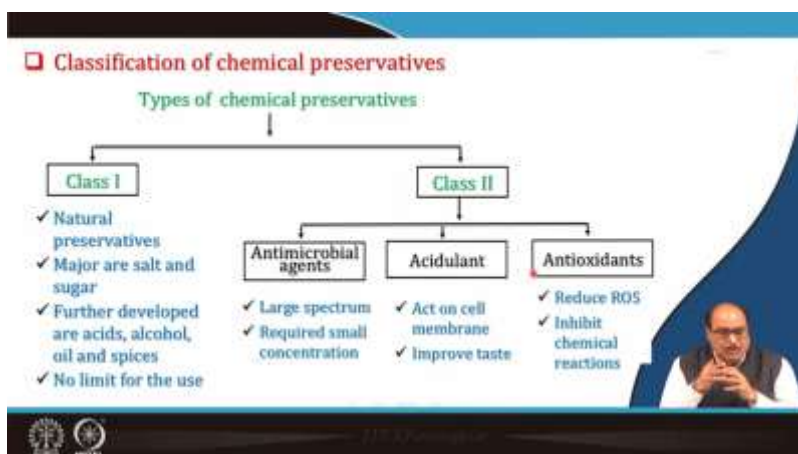 Classification of chemical preservatives
Types of chemical preservatives
Class I
✓ Natural
preservatives
✓ Major are salt and
sugar
✓ Further developed
are acids, alcohol,
oil and spices
✓ No limit for the use
Class II
Antimicrobial
agents
✓ Large spectrum
✓ Required small
concentration
Acidulant
✓ Act on cell
membrane
✓ Improve taste
Antioxidants
✓ Reduce ROS
✓ Inhibit
chemical
reactions